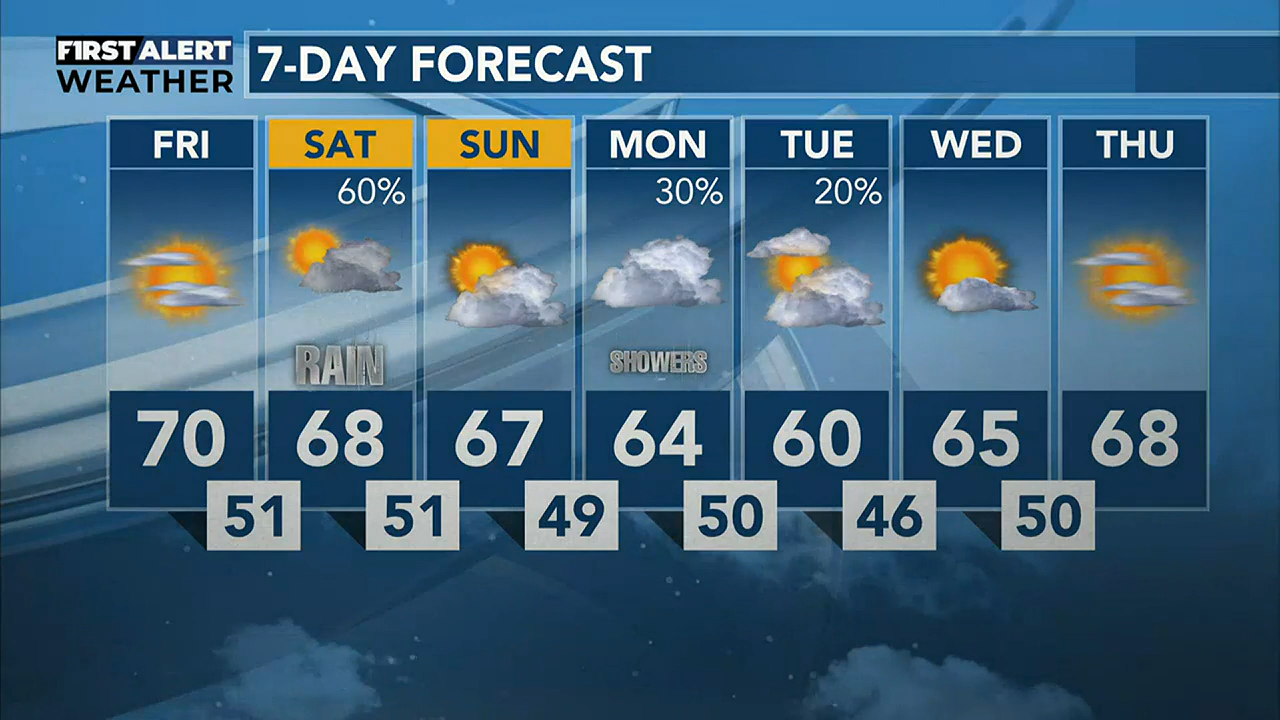 FIRST ALERT
WEATHER
7-DAY FORECAST
FRI SAT SUN MON TUE WED THU
60% 30% 20%
RAIN SHOWERS
70 68 67 64 60 65 68
51 51 49 50 46 50